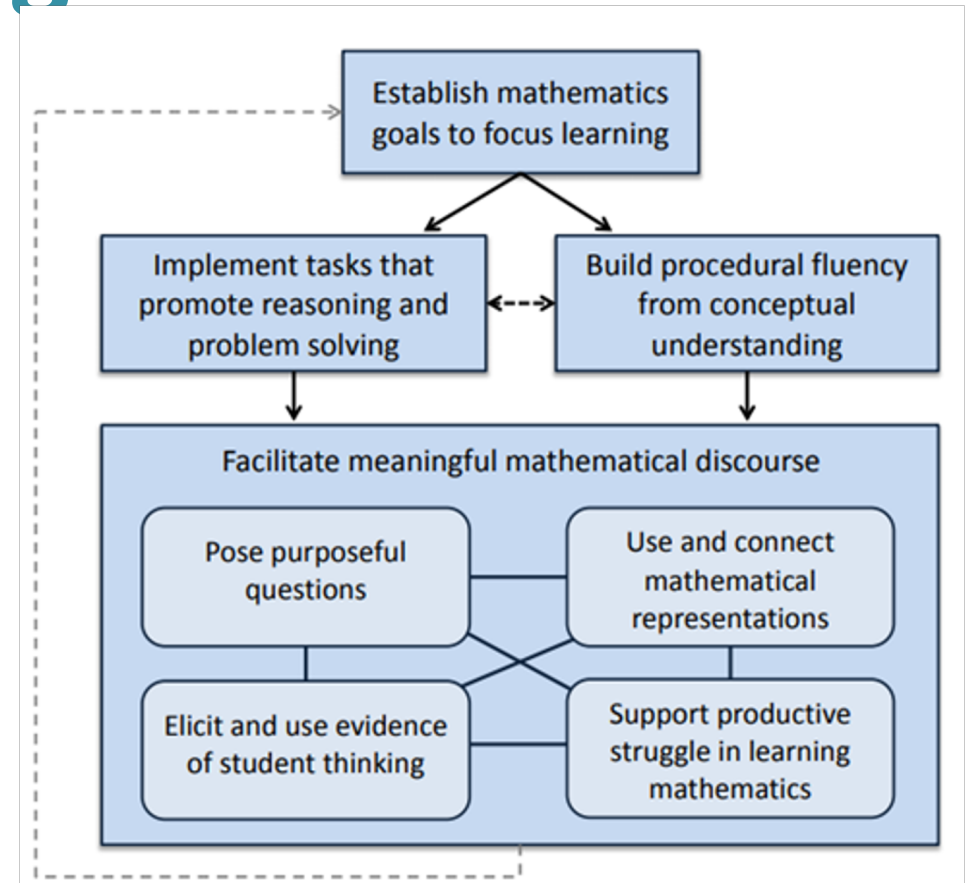 Establish mathematics
goals to focus learning
Implement tasks that
promote reasoning and
problem solving
Build procedural fluency
from conceptual
understanding
Facilitate meaningful mathematical discourse
Pose purposeful
questions
Use and connect
mathematical
representations
Elicit and use evidence
of student thinking
Support productive
struggle in learning
mathematics